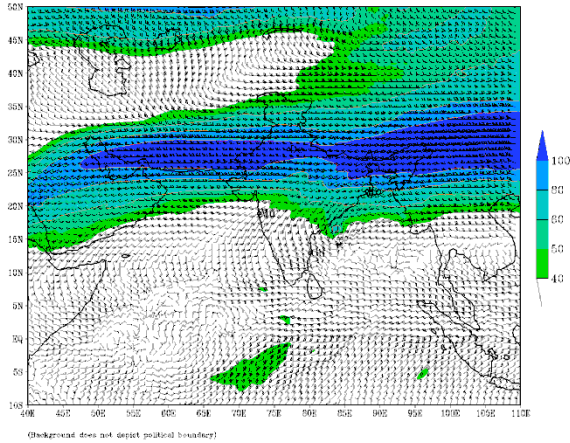 50N
45N
40N
35N
30N
25N
20N
15N
10N
5N
EQ
5S
10S
40E 45E 50E 55E 60E 65E 70E 75E 80E 85E 90E 95E 100E 105E 110E
100
80
60
50
40
(Background does not depict political boundary)